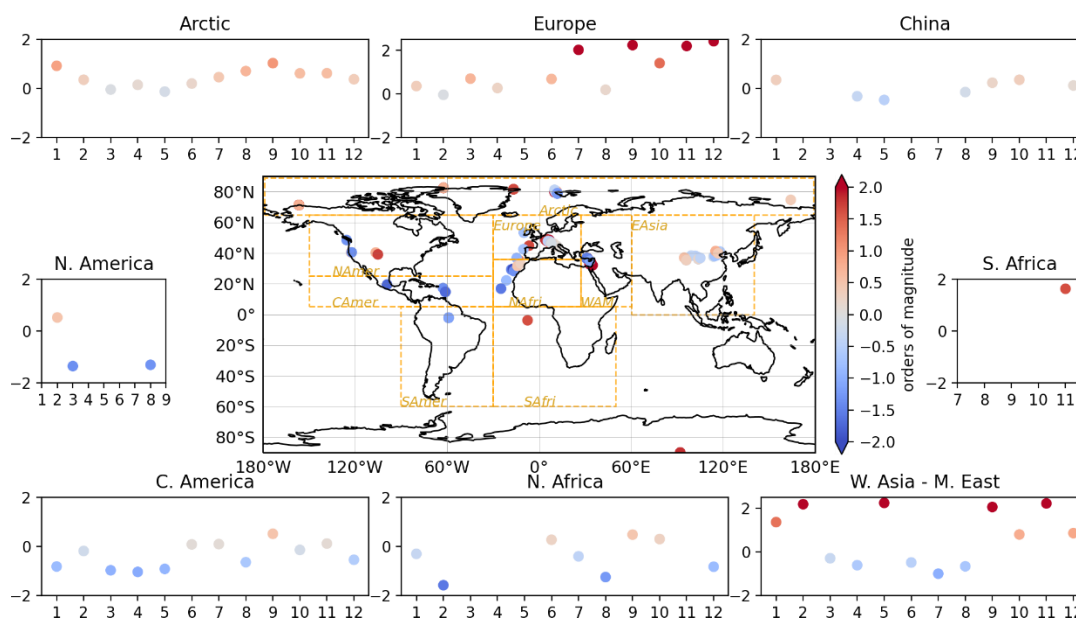 Arctic
Europe
China
2
0
−2
1 2 3 4 5 6 7 8 9 10 11 12
2
0
−2
1 2 3 4 5 6 7 8 9 10 11 12
2
0
−2
1 2 3 4 5 6 7 8 9 10 11 12
N. America
2
0
−2
1 2 3 4 5 6 7 8 9
80°N
60°N
40°N
20°N
0°
20°S
40°S
60°S
80°S
180°W 120°W 60°W 0° 60°E 120°E 180°E
Arctic
Europe
EAsia
NAmer
CAmer
NAfri
WAM
SAmer
SAfri
2.0
1.5
1.0
0.5
0.0
−0.5
−1.0
−1.5
−2.0
orders of magnitude
S. Africa
2
0
−2
7 8 9 10 11
C. America
N. Africa
W. Asia - M. East
2
0
−2
1 2 3 4 5 6 7 8 9 10 11 12
2
0
−2
1 2 3 4 5 6 7 8 9 10 11 12
2
0
−2
1 2 3 4 5 6 7 8 9 10 11 12